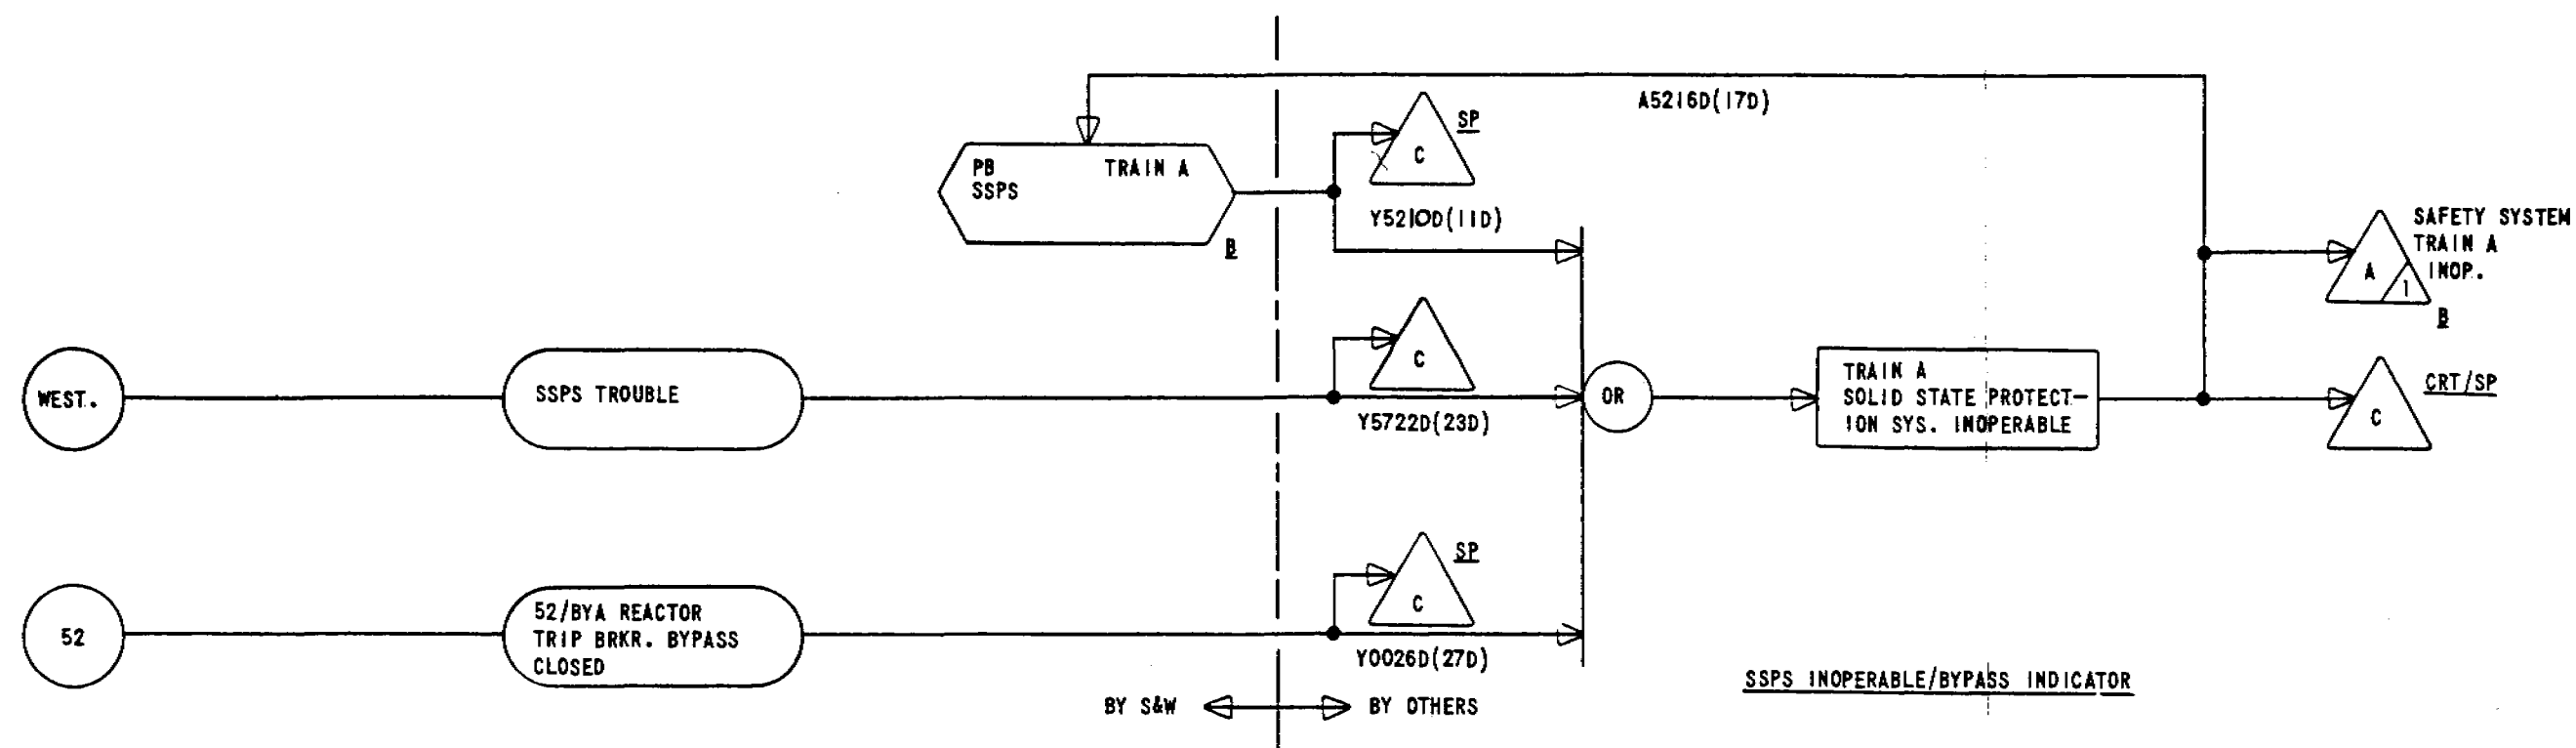 A5216D(17D)
SP
C
PB TRAIN A
SSPS
B
Y5210D(11D)
SAFETY SYSTEM
TRAIN A
INOP.
A
1
B
C
WEST.
SSPS TROUBLE
Y5722D(23D)
OR
TRAIN A
SOLID STATE PROTECT-
ION SYS. INOPERABLE
CRT/SP
C
SP
C
52
52/BYA REACTOR
TRIP BRKR. BYPASS
CLOSED
Y0026D(27D)
SSPS INOPERABLE/BYPASS INDICATOR
BY S&W
BY OTHERS